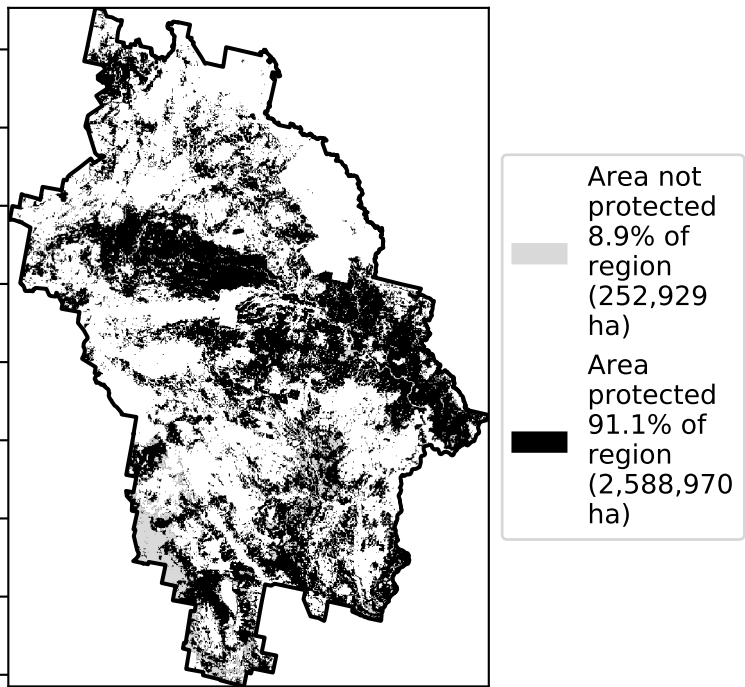 Area not
protected
8.9% of
region
(252,929
ha)
Area
protected
91.1% of
region
(2,588,970
ha)